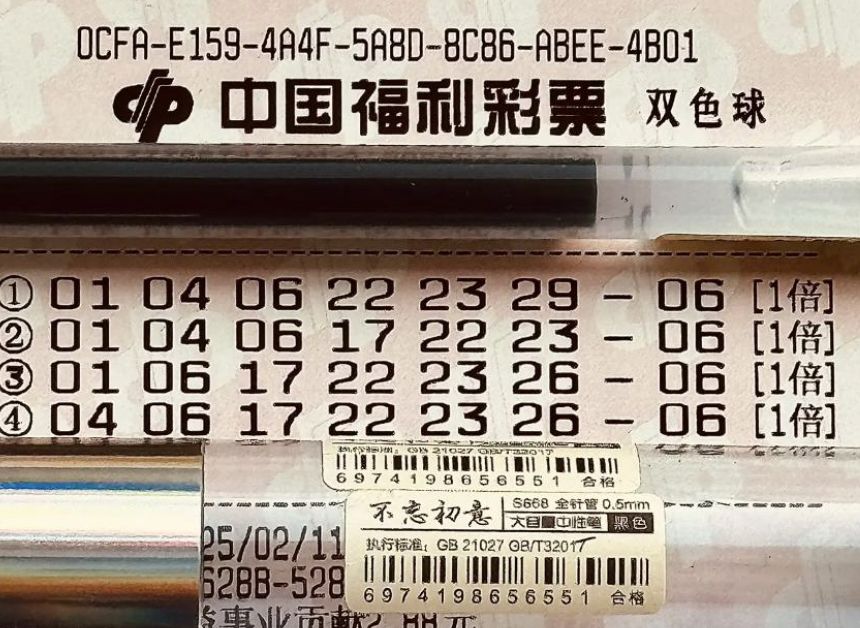 0CFA-E159-4A4F-5A8D-8C86-ABEE-4B01
中国福利彩票 双色球
① 01 04 06 22 23 29 - 06 [1倍]
② 01 04 06 17 22 23 - 06 [1倍]
③ 01 06 17 22 23 26 - 06 [1倍]
④ 04 06 17 22 23 26 - 06 [1倍]
执行标准: GB 21027 GB/T32017
6974198656551 合格
不忘初意
S668 全针管 0.5mm
大容量中性笔 黑色
25/02/11
执行标准: GB 21027 GB/T32017
628B-528
6974198656551 合格
益事业贡献2.88元